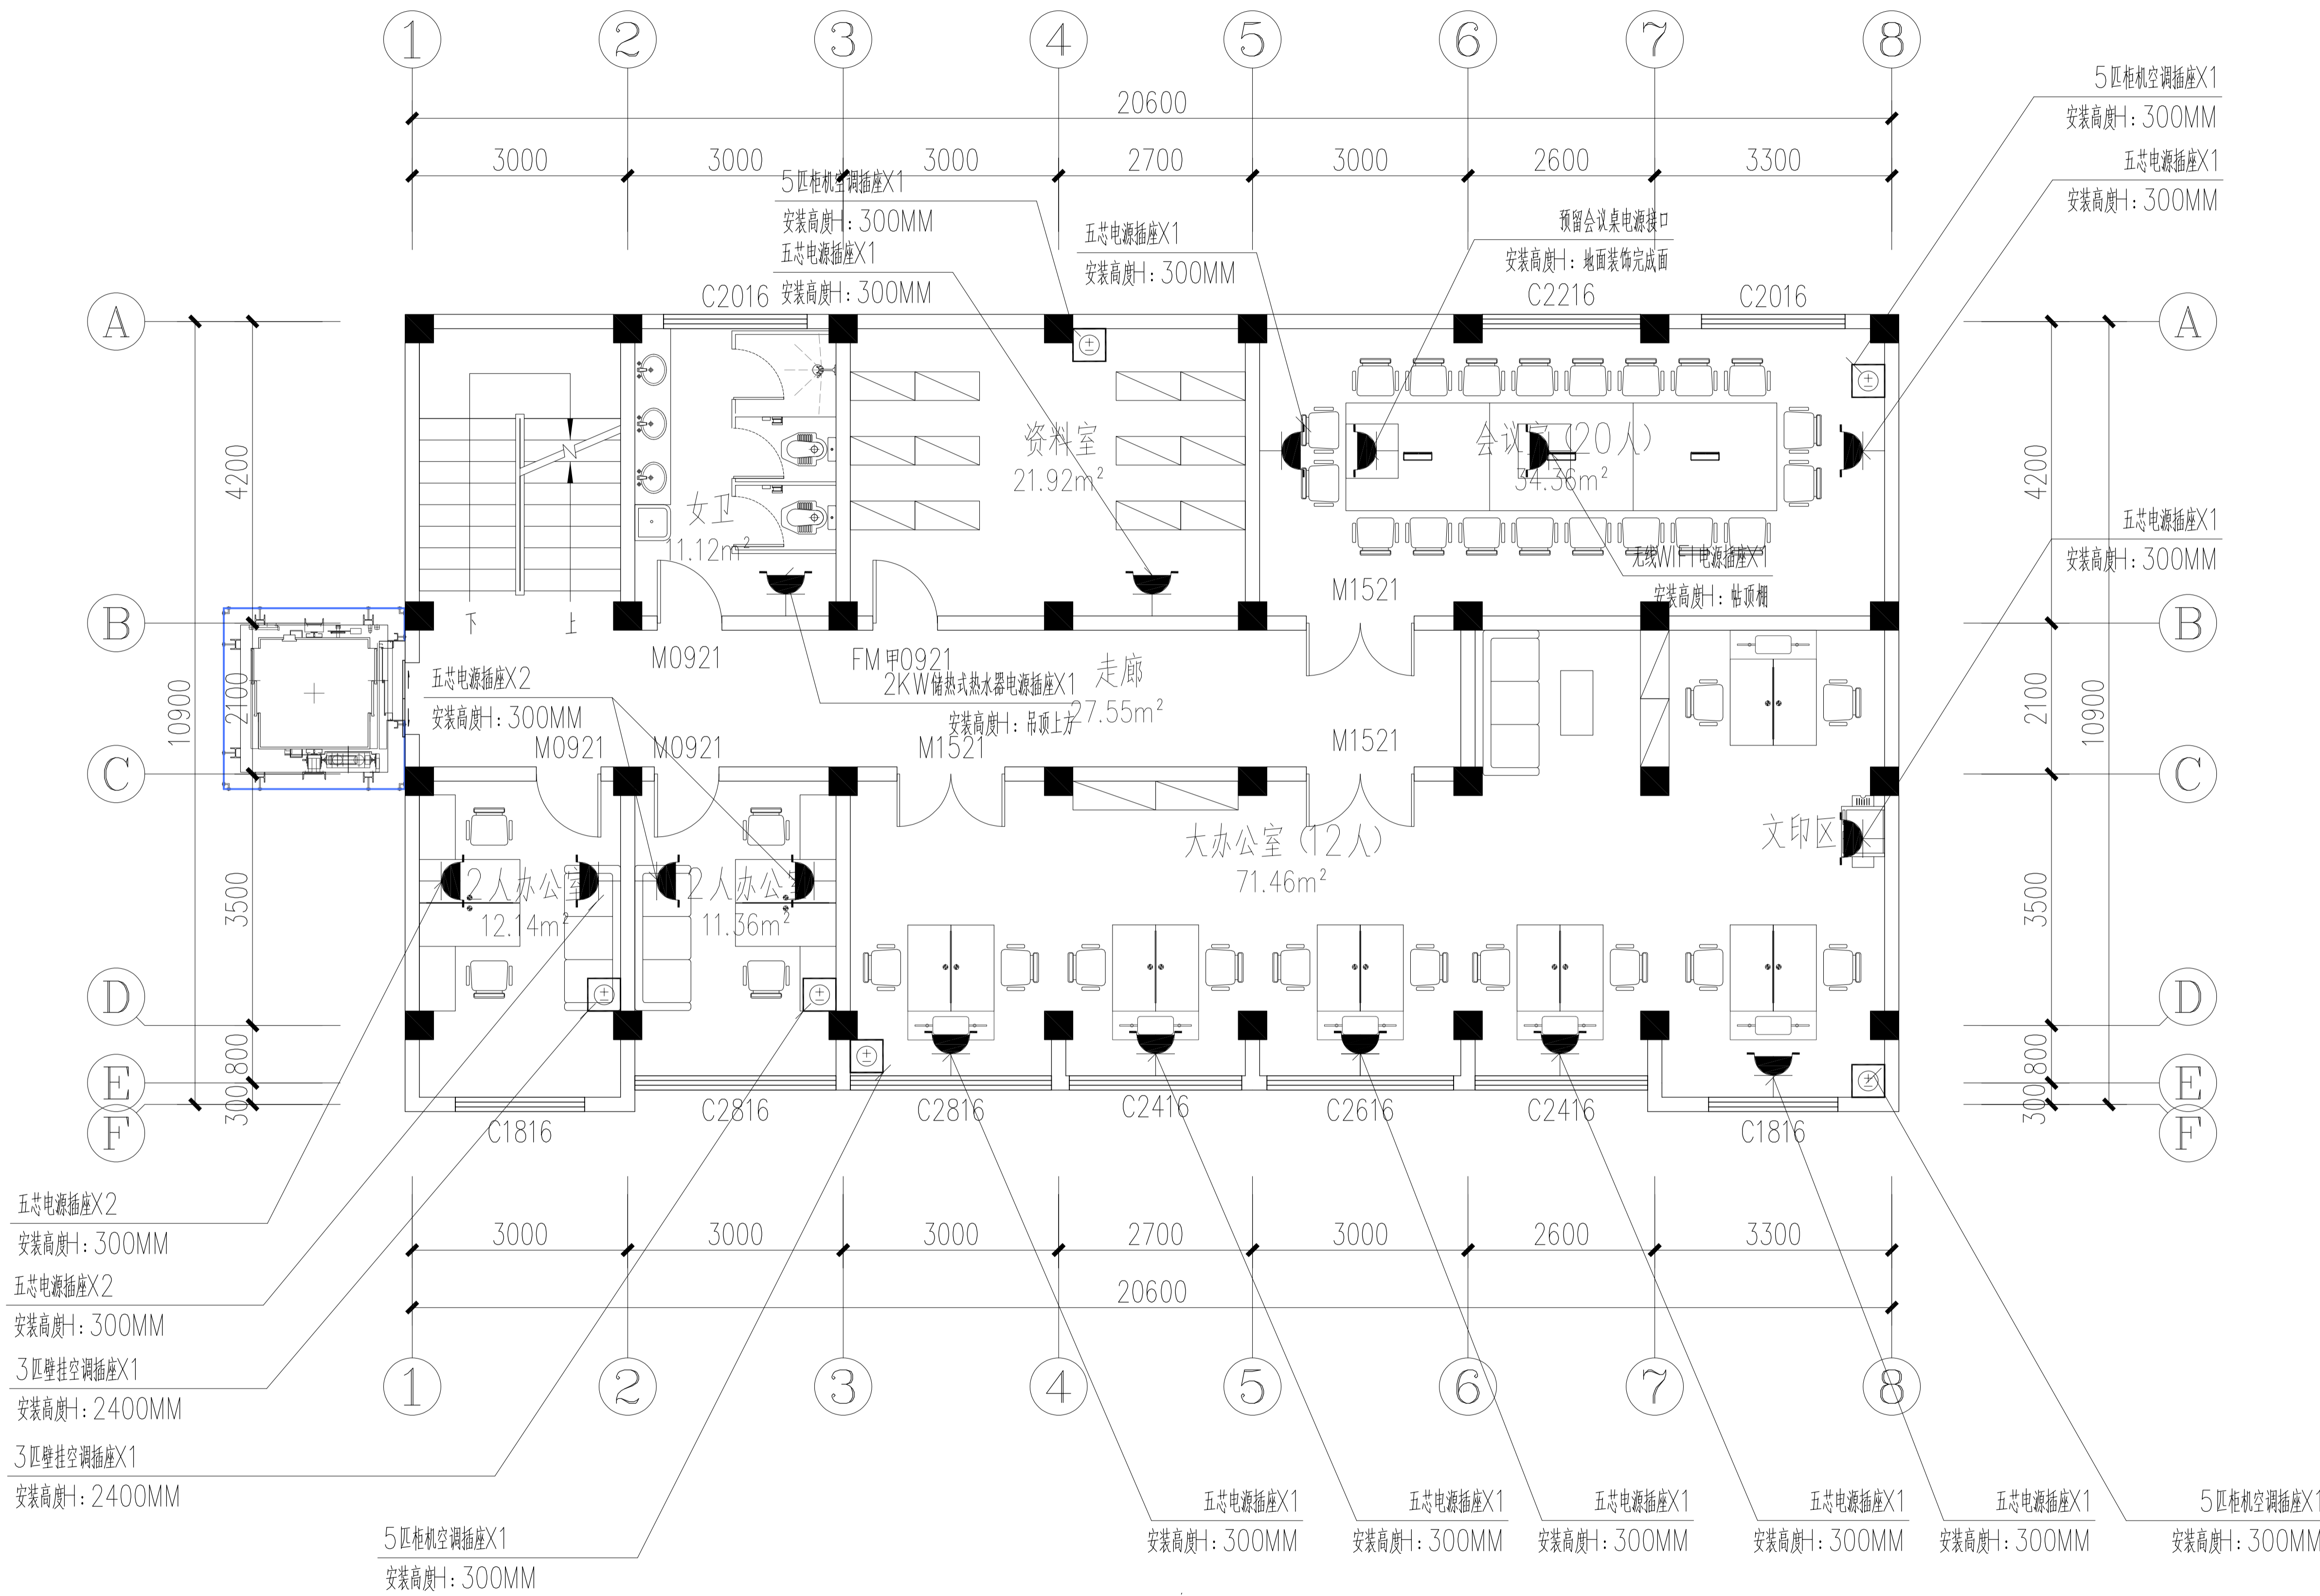 1
2
3
4
5
6
7
8
20600
3000
3000
3000
2700
3000
2600
3300
5匹柜机空调插座X1
安装高度H：300MM
五芯电源插座X1
安装高度H：300MM
5匹柜机空调插座X1
安装高度H：300MM
五芯电源插座X1
安装高度H：300MM
五芯电源插座X1
安装高度H：300MM
预留会议桌电源接口
安装高度H：地面装饰完成面
C2016
C2216
C2016
A
A
4200
4200
资料室
21.92m²
会议室（20人）
34.36m²
女卫
11.12m²
五芯电源插座X1
安装高度H：300MM
无线WIFI电源插座X1
安装高度H：帖顶棚
M1521
B
下
上
B
M0921
FM甲0921
2KW储热式热水器电源插座X1
安装高度H：吊顶上方
走廊
27.55m²
五芯电源插座X2
安装高度H：300MM
10900
2100
2100
10900
M0921
M0921
M1521
M1521
C
C
大办公室（12人）
71.46m²
文印区
3500
3500
2人办公室
12.14m²
2人办公室
11.36m²
D
D
800
800
E
E
300
300
F
F
C1816
C2816
C2816
C2416
C2616
C2416
C1816
五芯电源插座X2
安装高度H：300MM
五芯电源插座X2
安装高度H：300MM
3匹壁挂空调插座X1
安装高度H：2400MM
3匹壁挂空调插座X1
安装高度H：2400MM
5匹柜机空调插座X1
安装高度H：300MM
3000
3000
3000
2700
3000
2600
3300
20600
1
2
3
4
5
6
7
8
五芯电源插座X1
安装高度H：300MM
五芯电源插座X1
安装高度H：300MM
五芯电源插座X1
安装高度H：300MM
五芯电源插座X1
安装高度H：300MM
五芯电源插座X1
安装高度H：300MM
5匹柜机空调插座X1
安装高度H：300MM